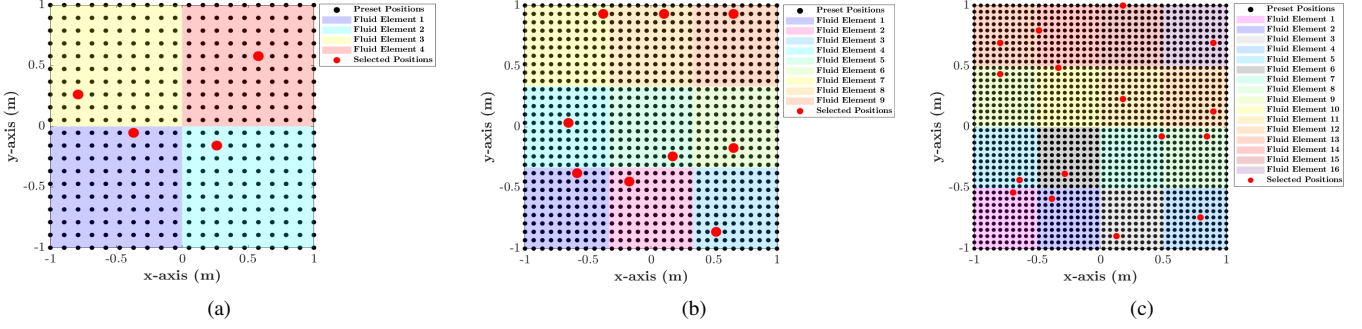 1
0.5
0
-0.5
-1
y-axis (m)
-1
-0.5
0
0.5
1
x-axis (m)
Preset Positions
Fluid Element 1
Fluid Element 2
Fluid Element 3
Fluid Element 4
Selected Positions
(a)
1
0.5
0
-0.5
-1
y-axis (m)
-1
-0.5
0
0.5
1
x-axis (m)
Preset Positions
Fluid Element 1
Fluid Element 2
Fluid Element 3
Fluid Element 4
Fluid Element 5
Fluid Element 6
Fluid Element 7
Fluid Element 8
Fluid Element 9
Selected Positions
(b)
1
0.5
0
-0.5
-1
y-axis (m)
-1
-0.5
0
0.5
1
x-axis (m)
Preset Positions
Fluid Element 1
Fluid Element 2
Fluid Element 3
Fluid Element 4
Fluid Element 5
Fluid Element 6
Fluid Element 7
Fluid Element 8
Fluid Element 9
Fluid Element 10
Fluid Element 11
Fluid Element 12
Fluid Element 13
Fluid Element 14
Fluid Element 15
Fluid Element 16
Selected Positions
(c)